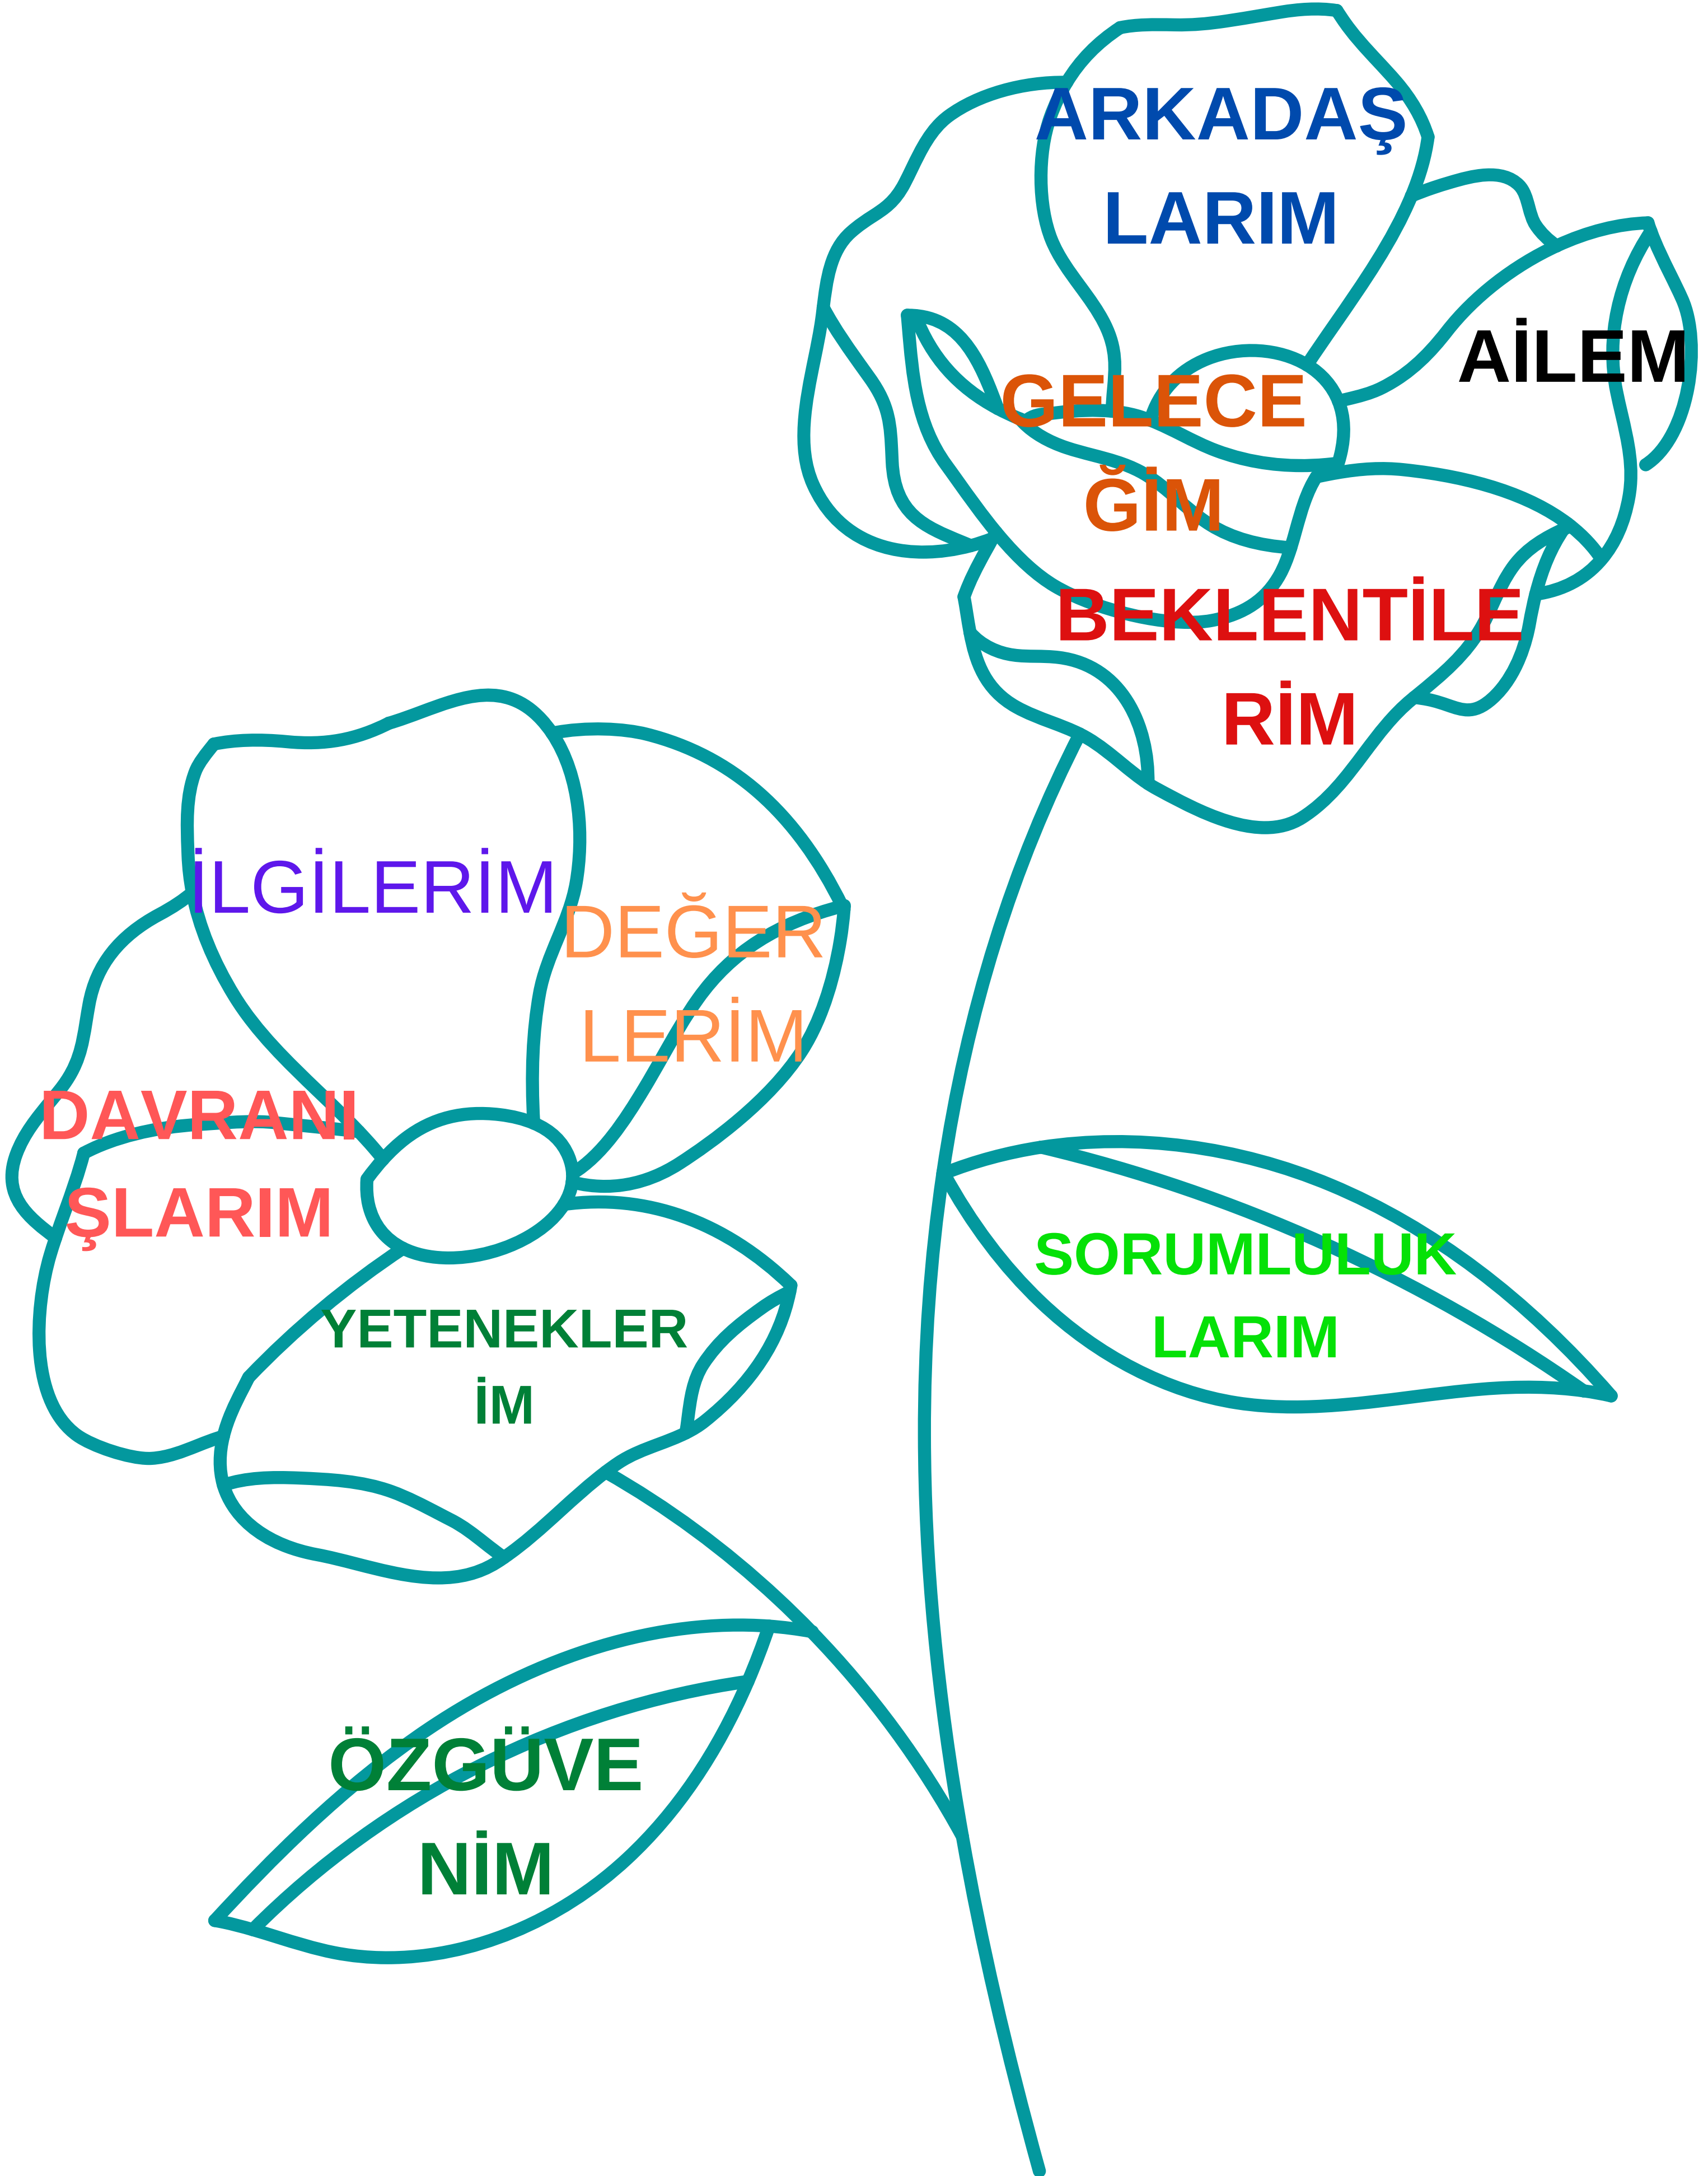 ARKADAŞ
LARIM
AİLEM
GELECE
ĞİM
BEKLENTİLE
RİM
İLGİLERİM
DEĞER
LERİM
DAVRANI
ŞLARIM
YETENEKLER
İM
SORUMLULUK
LARIM
ÖZGÜVE
NİM